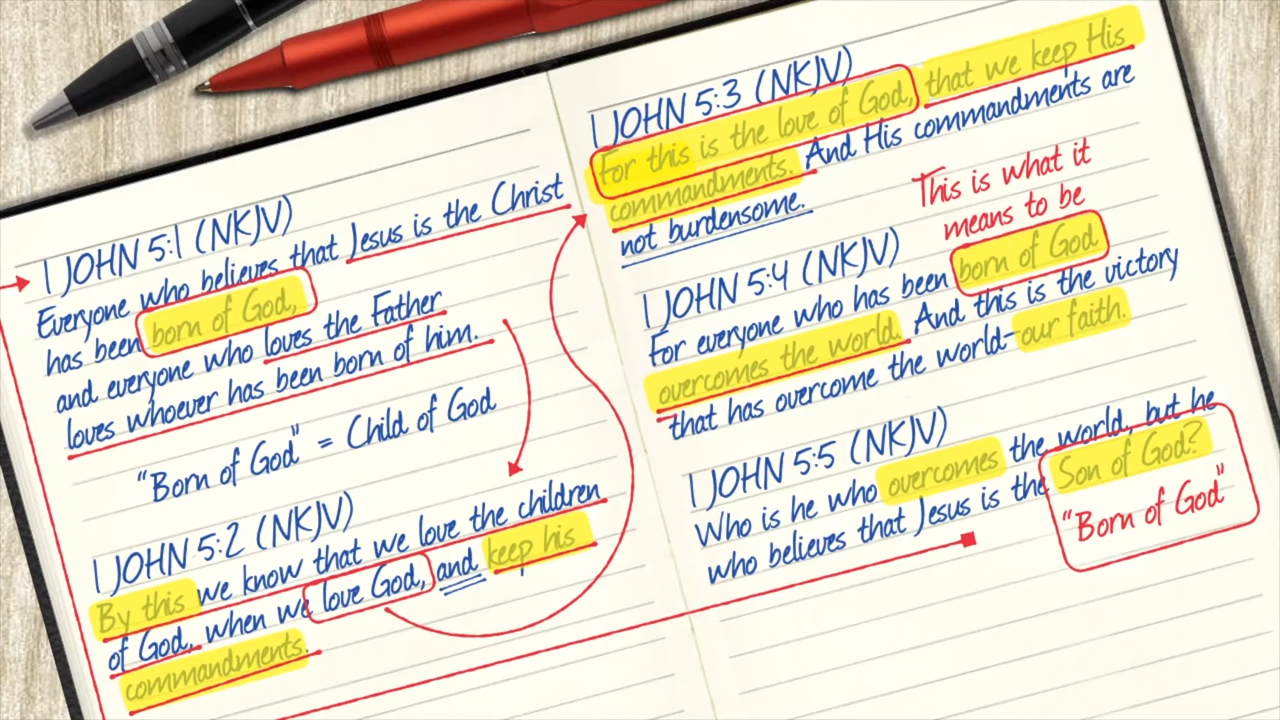 1 JOHN 5:1 (NKJV)
Everyone who believes that Jesus is the Christ
has been born of God,
and everyone who loves the Father
loves whoever has been born of him.
"Born of God" = Child of God
1 JOHN 5:2 (NKJV)
By this we know that we love the children
of God, when we love God, and keep his
commandments.
1 JOHN 5:3 (NKJV)
For this is the love of God, that we keep His
commandments. And His commandments are
not burdensome.
This is what it
means to be
1 JOHN 5:4 (NKJV)
For everyone who has been born of God
overcomes the world. And this is the victory
that has overcome the world-our faith.
1 JOHN 5:5 (NKJV)
Who is he who overcomes the world, but he
who believes that Jesus is the Son of God?
"Born of God"